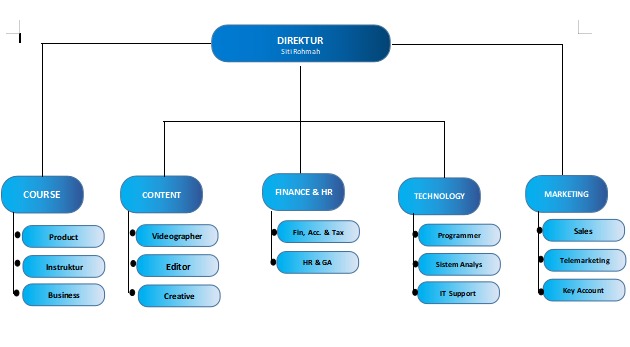 DIREKTUR
Siti Rohmah
COURSE
Product
Instruktur
Business
CONTENT
Videographer
Editor
Creative
FINANCE & HR
Fin, Acc. & Tax
HR & GA
TECHNOLOGY
Programmer
Sistem Analys
IT Support
MARKETING
Sales
Telemarketing
Key Account